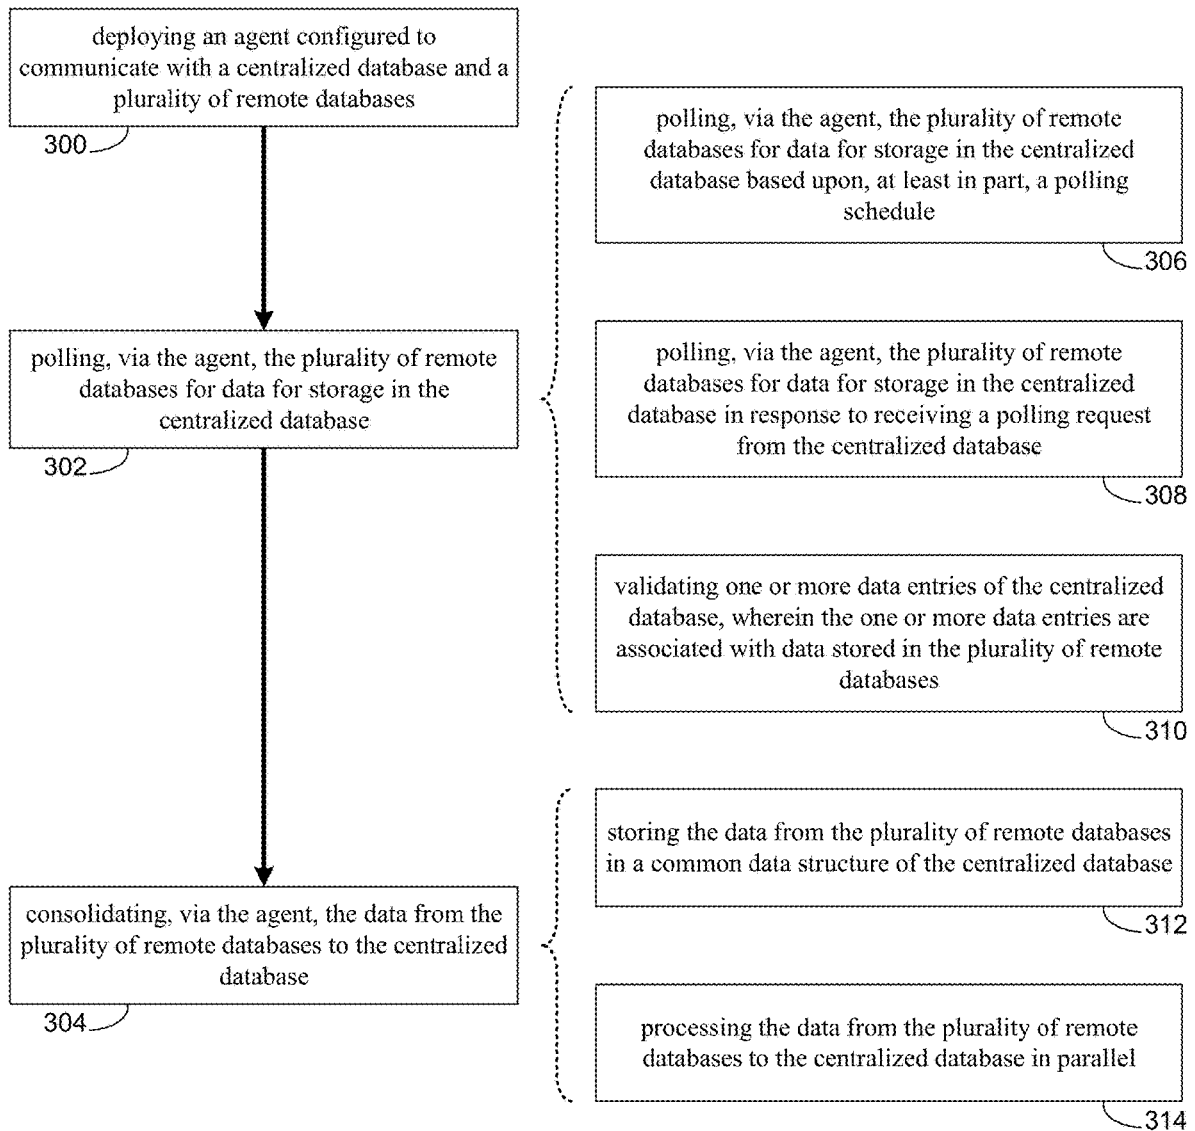 deploying an agent configured to
communicate with a centralized database and a
plurality of remote databases
300
polling, via the agent, the plurality of remote
databases for data for storage in the
centralized database
302
consolidating, via the agent, the data from the
plurality of remote databases to the centralized
database
304
polling, via the agent, the plurality of remote
databases for data for storage in the centralized
database based upon, at least in part, a polling
schedule
306
polling, via the agent, the plurality of remote
databases for data for storage in the centralized
database in response to receiving a polling request
from the centralized database
308
validating one or more data entries of the centralized
database, wherein the one or more data entries are
associated with data stored in the plurality of remote
databases
310
storing the data from the plurality of remote databases
in a common data structure of the centralized database
312
processing the data from the plurality of remote
databases to the centralized database in parallel
314